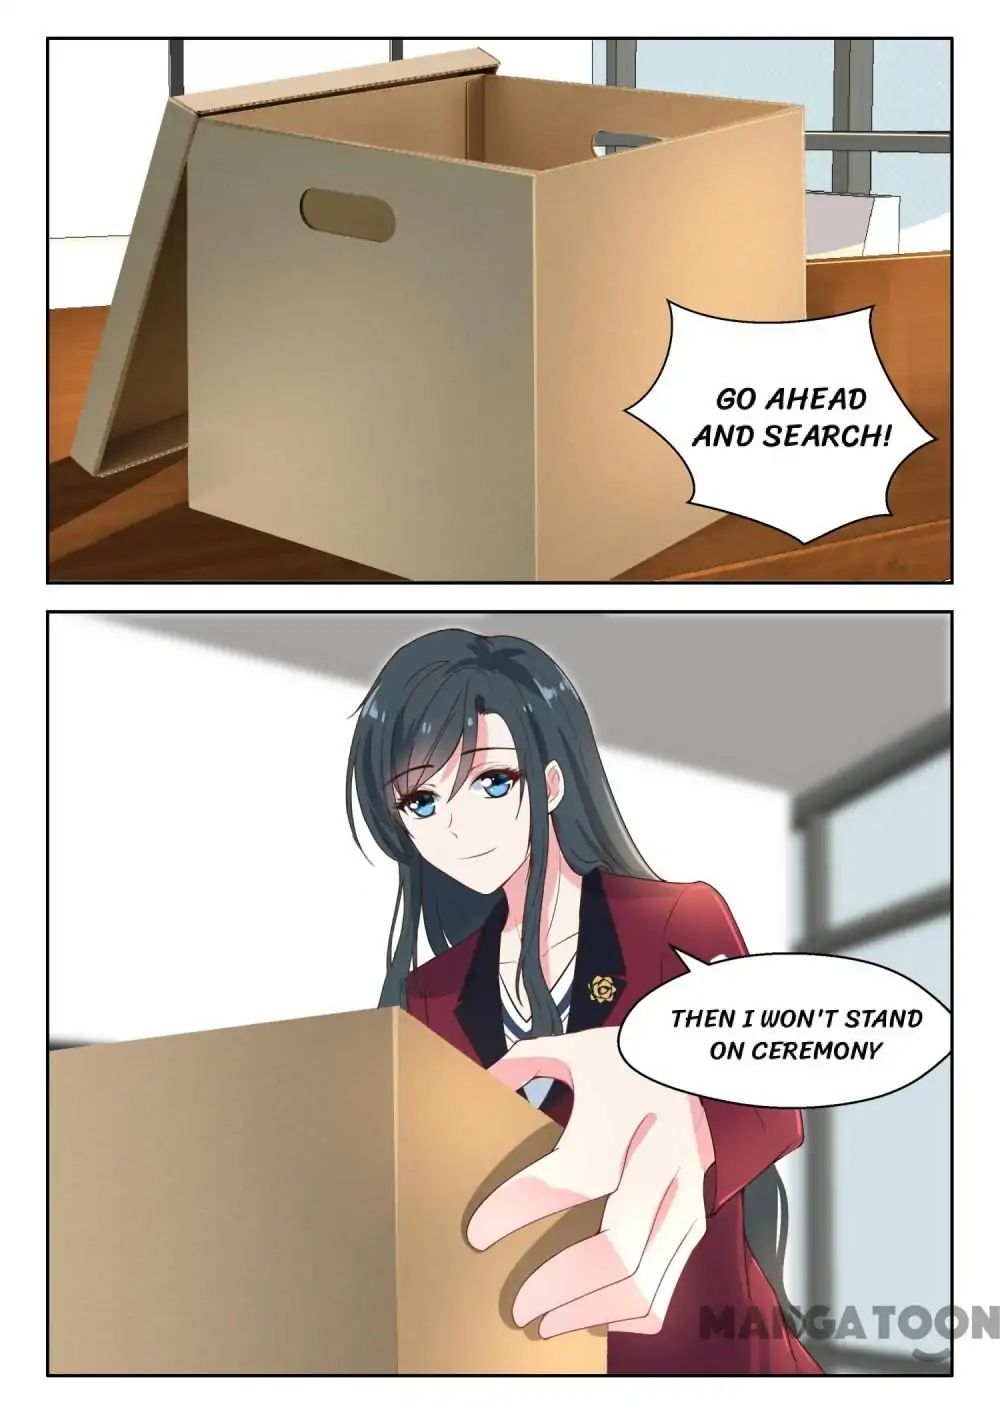 GO AHEAD
AND SEARCH!
THEN I WON'T STAND
ON CEREMONY
MANGATOON